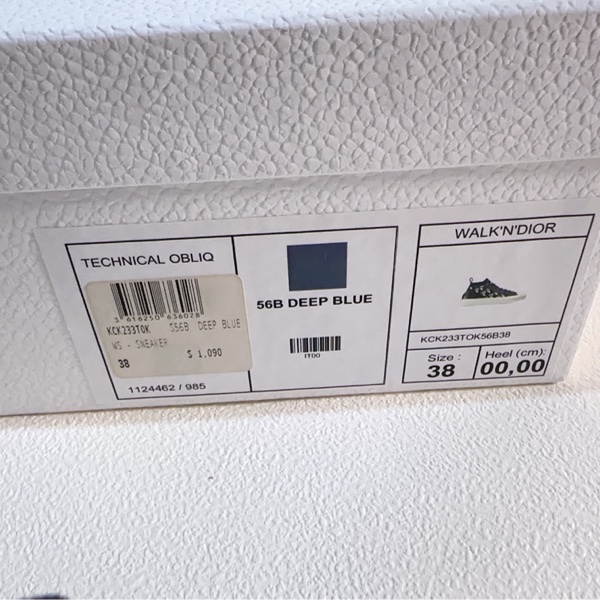 TECHNICAL OBLIQ
3 616250 636028
KCK233TOK S56B DEEP BLUE
WS - SNEAKER
38 $ 1,090
1124462 / 985
56B DEEP BLUE
IT00
WALK'N'DIOR
KCK233TOK56B38
Size :
38
Heel (cm):
00,00